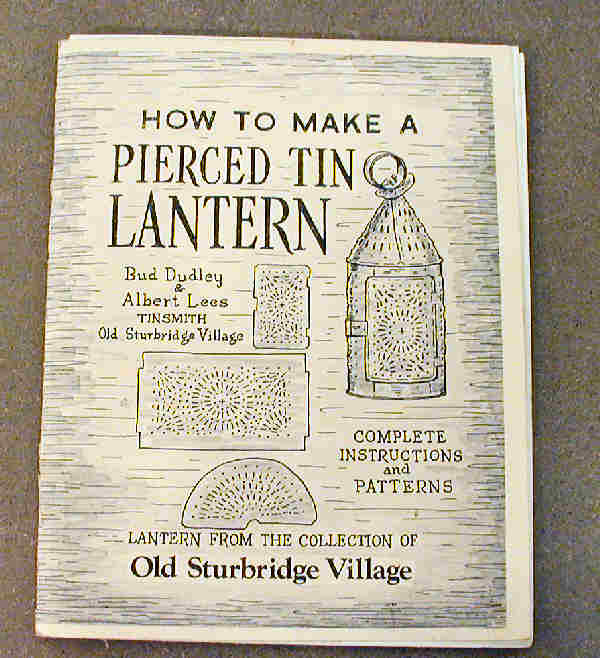 HOW TO MAKE A
PIERCED TIN
LANTERN
Bud Dudley
&
Albert Lees
TINSMITH
Old Sturbridge Village
COMPLETE
INSTRUCTIONS
and
PATTERNS
LANTERN FROM THE COLLECTION OF
Old Sturbridge Village